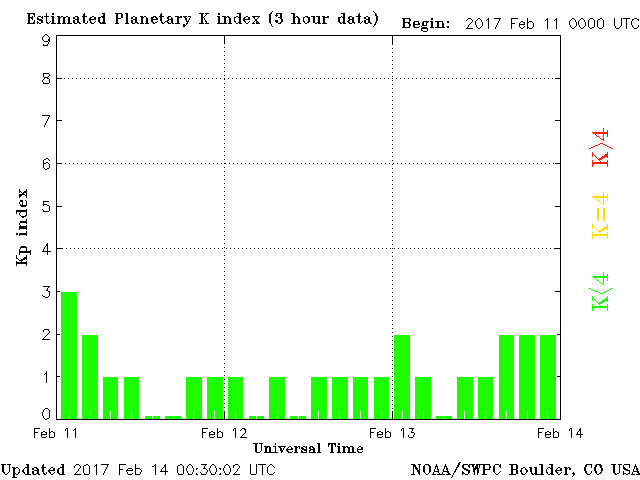 Estimated Planetary K index (3 hour data) Begin: 2017 Feb 11 0000 UTC
9
8
7
6
5
4
3
2
1
0
Kp index
K>4
K=4
K<4
Feb 11 Feb 12 Feb 13 Feb 14
Universal Time
Updated 2017 Feb 14 00:30:02 UTC NOAA/SWPC Boulder, CO USA